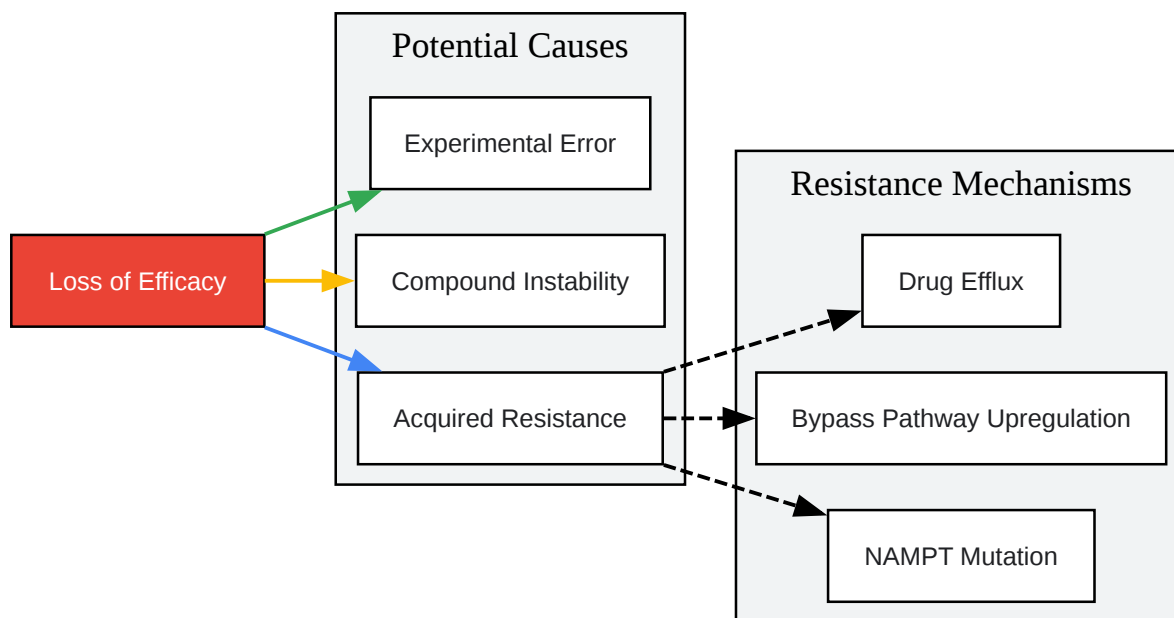 Potential Causes
Experimental Error
Resistance Mechanisms
Loss of Efficacy
Compound Instability
Drug Efflux
Acquired Resistance
Bypass Pathway Upregulation
NAMPT Mutation